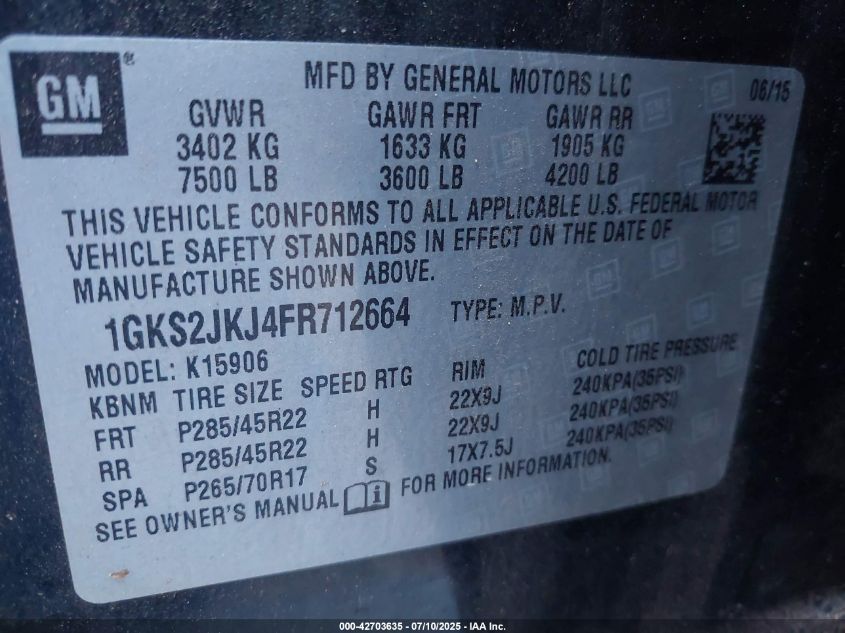 GM®
MFD BY GENERAL MOTORS LLC
06/15
GVWR GAWR FRT GAWR RR
3402 KG 1633 KG 1905 KG
7500 LB 3600 LB 4200 LB
THIS VEHICLE CONFORMS TO ALL APPLICABLE U.S. FEDERAL MOTOR
VEHICLE SAFETY STANDARDS IN EFFECT ON THE DATE OF
MANUFACTURE SHOWN ABOVE.
1GKS2JKJ4FR712664 TYPE: M.P.V.
MODEL: K15906
KBNM TIRE SIZE SPEED RTG RIM COLD TIRE PRESSURE
FRT P285/45R22 H 22X9J 240KPA(35PSI)
RR P285/45R22 H 22X9J 240KPA(35PSI)
SPA P265/70R17 S 17X7.5J 240KPA(35PSI)
SEE OWNER'S MANUAL i FOR MORE INFORMATION.
000-42703635 - 07/10/2025 - IAA Inc.